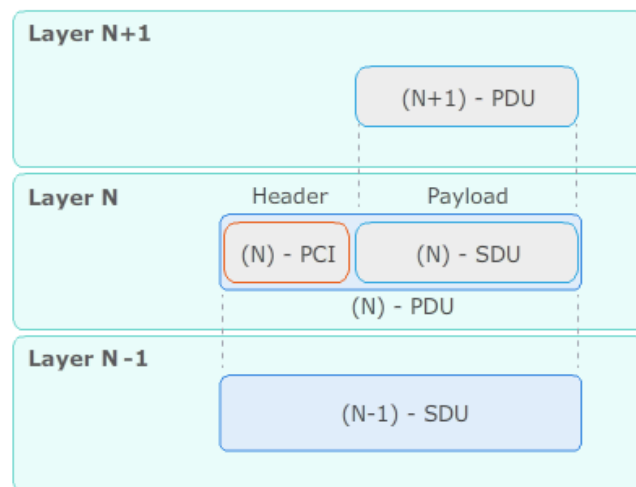 Layer N+1
(N+1) - PDU
Layer N
Header
Payload
(N) - PCI
(N) - SDU
(N) - PDU
Layer N-1
(N-1) - SDU